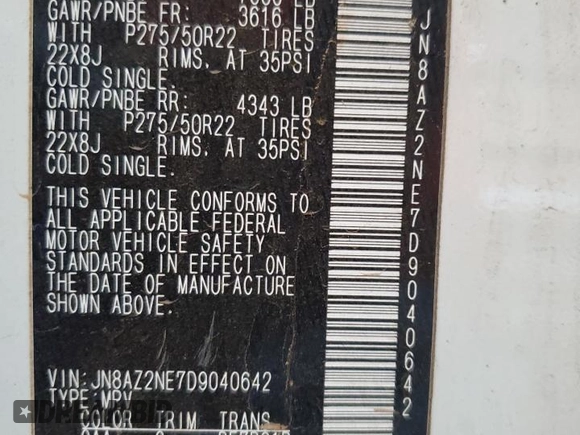 GAWR/PNBE FR: 3616 LB
WITH P275/50R22 TIRES
22X8J RIMS. AT 35PSI
COLD SINGLE.
GAWR/PNBE RR: 4343 LB
WITH P275/50R22 TIRES
22X8J RIMS. AT 35PSI
COLD SINGLE.
THIS VEHICLE CONFORMS TO
ALL APPLICABLE FEDERAL
MOTOR VEHICLE SAFETY
STANDARDS IN EFFECT ON
THE DATE OF MANUFACTURE
SHOWN ABOVE.
VIN: JN8AZ2NE7D9040642
TYPE: MPV
COLOR TRIM TRANS
JN8AZ2NE7D9040642